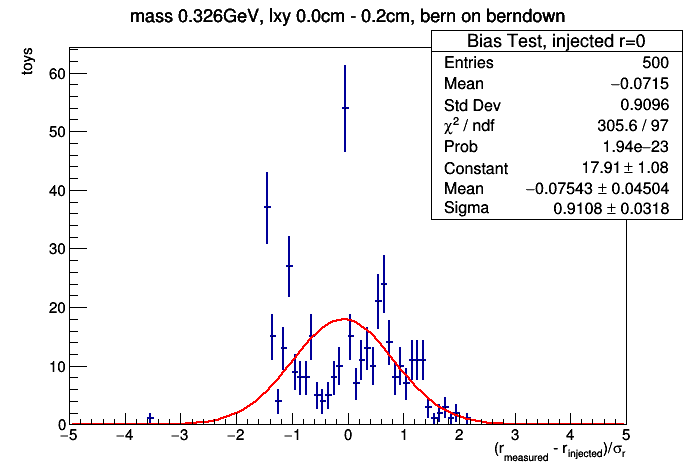 mass 0.326GeV, lxy 0.0cm - 0.2cm, bern on berndown
Bias Test, injected r=0
Entries 500
Mean −0.0715
Std Dev 0.9096
χ² / ndf 305.6 / 97
Prob 1.94e−23
Constant 17.91 ± 1.08
Mean −0.07543 ± 0.04504
Sigma 0.9108 ± 0.0318
toys
60
50
40
30
20
10
0
−5 −4 −3 −2 −1 0 1 2 3 4 5
(r_measured - r_injected)/σ_r